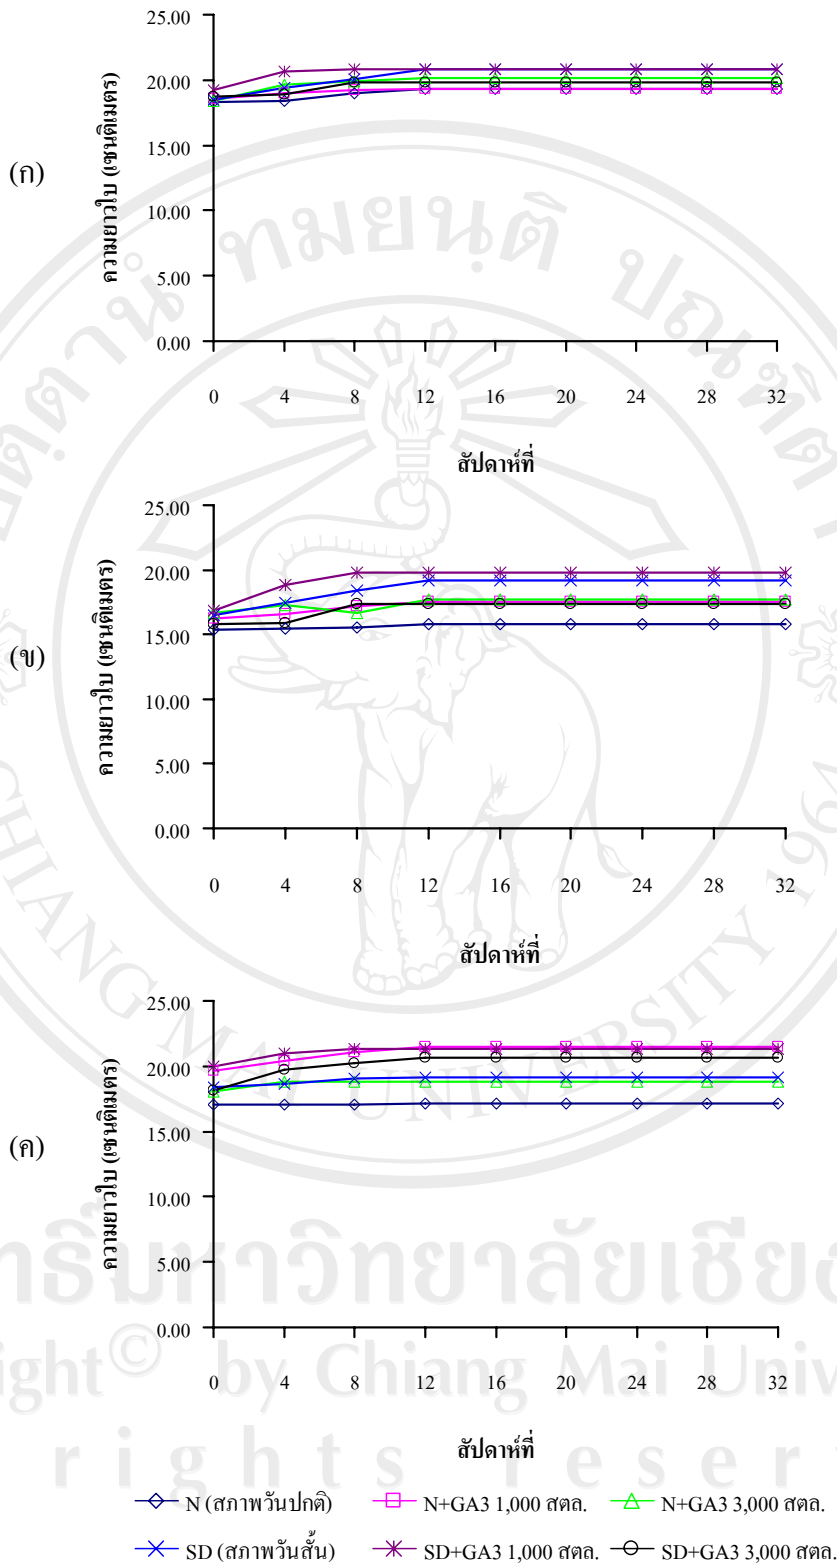 (ก)
ความยาวใบ (เซนติเมตร)
25.00
20.00
15.00
10.00
5.00
0.00
0 4 8 12 16 20 24 28 32
สัปดาห์ที่
(ข)
ความยาวใบ (เซนติเมตร)
25.00
20.00
15.00
10.00
5.00
0.00
0 4 8 12 16 20 24 28 32
สัปดาห์ที่
(ค)
ความยาวใบ (เซนติเมตร)
25.00
20.00
15.00
10.00
5.00
0.00
0 4 8 12 16 20 24 28 32
สัปดาห์ที่
N (สภาพวันปกติ) N+GA3 1,000 สตล. N+GA3 3,000 สตล.
SD (สภาพวันสั้น) SD+GA3 1,000 สตล. SD+GA3 3,000 สตล.
CHIANG MAI UNIVERSITY 1964
by Chiang Mai
rights